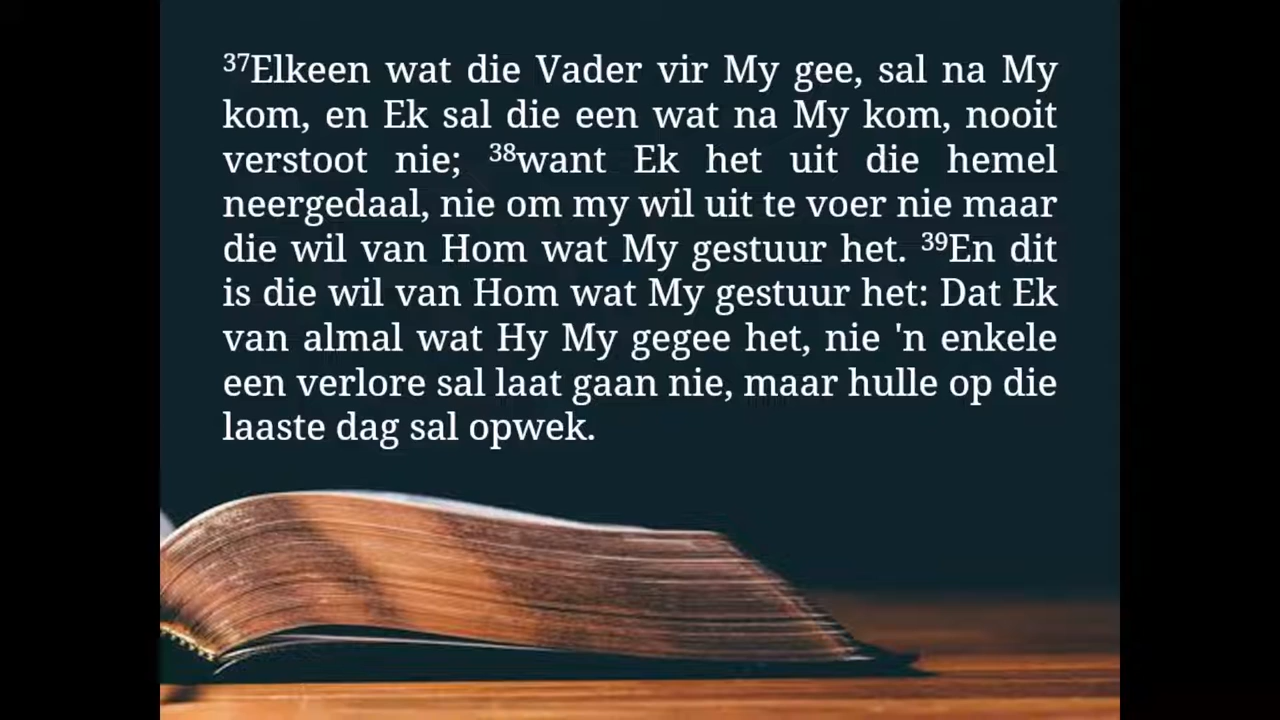 ³⁷Elkeen wat die Vader vir My gee, sal na My
kom, en Ek sal die een wat na My kom, nooit
verstoot nie; ³⁸want Ek het uit die hemel
neergedaal, nie om my wil uit te voer nie maar
die wil van Hom wat My gestuur het. ³⁹En dit
is die wil van Hom wat My gestuur het: Dat Ek
van almal wat Hy My gegee het, nie 'n enkele
een verlore sal laat gaan nie, maar hulle op die
laaste dag sal opwek.